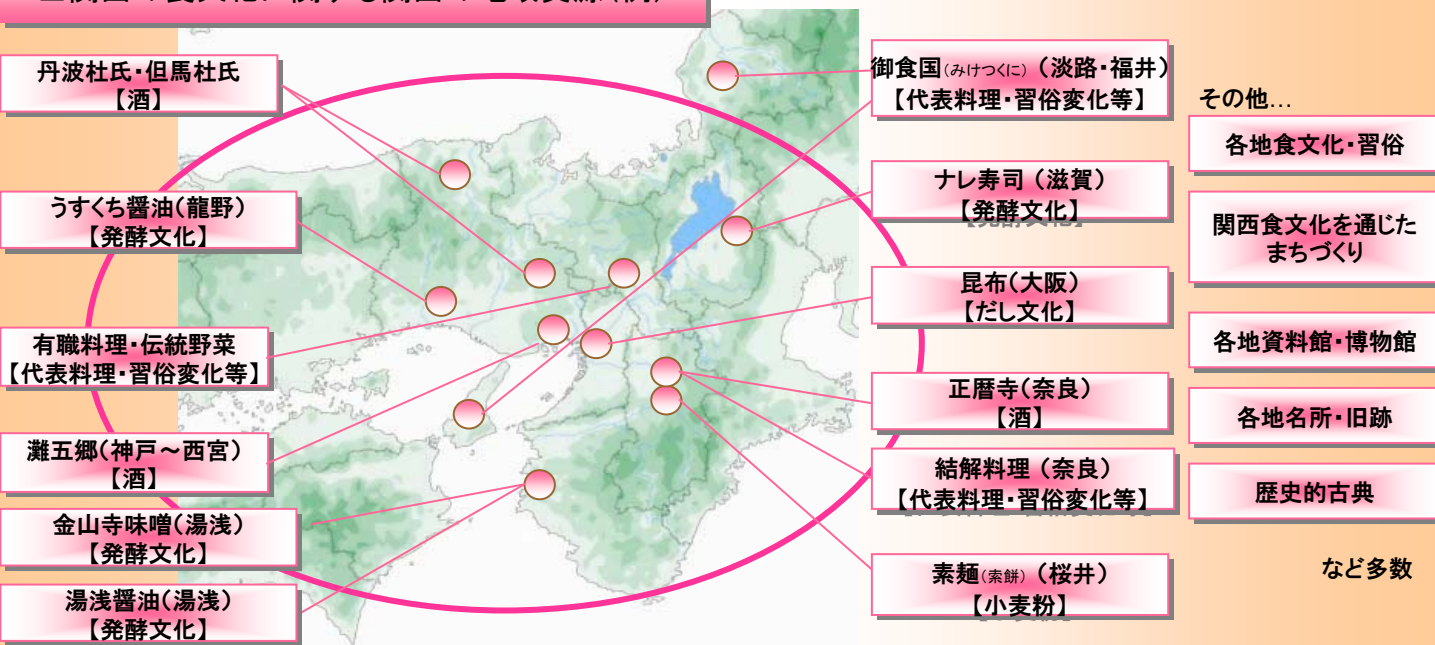 丹波杜氏・但馬杜氏
【酒】
うすくち醤油(龍野)
【発酵文化】
有職料理・伝統野菜
【代表料理・習俗変化等】
灘五郷(神戸～西宮)
【酒】
金山寺味噌(湯浅)
【発酵文化】
湯浅醤油(湯浅)
【発酵文化】
御食国(みけつくに)(淡路・福井)
【代表料理・習俗変化等】
ナレ寿司(滋賀)
【発酵文化】
昆布(大阪)
【だし文化】
正暦寺(奈良)
【酒】
結解料理(奈良)
【代表料理・習俗変化等】
素麺(索餅)(桜井)
【小麦粉】
その他…
各地食文化・習俗
関西食文化を通じた
まちづくり
各地資料館・博物館
各地名所・旧跡
歴史的古典
など多数